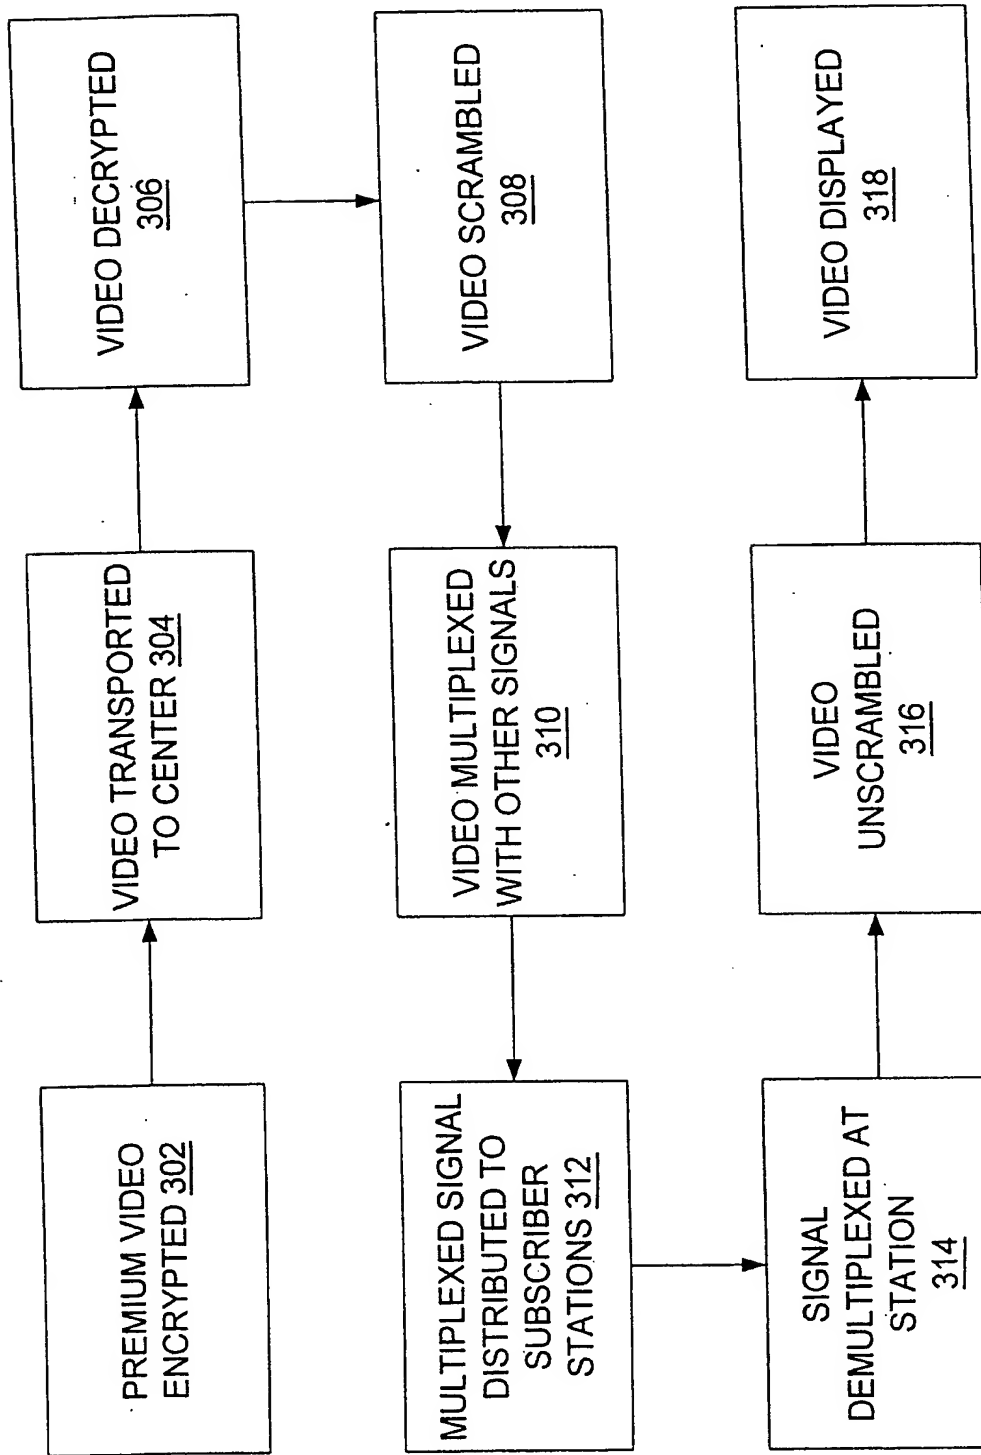 PREMIUM VIDEO
ENCRYPTED 302
VIDEO TRANSPORTED
TO CENTER 304
VIDEO DECRYPTED
306
VIDEO SCRAMBLED
308
VIDEO MULTIPLEXED
WITH OTHER SIGNALS
310
MULTIPLEXED SIGNAL
DISTRIBUTED TO
SUBSCRIBER
STATIONS 312
SIGNAL
DEMULTIPLEXED AT
STATION
314
VIDEO
UNSCRAMBLED
316
VIDEO DISPLAYED
318